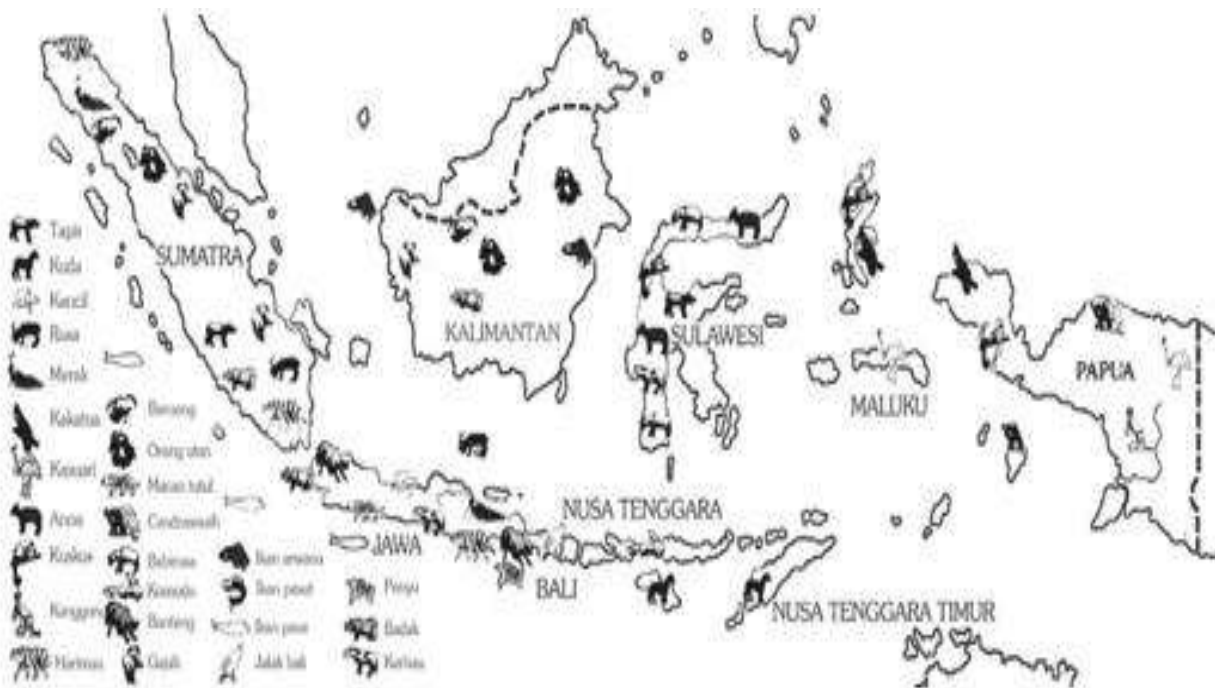 SUMATRA
KALIMANTAN
SULAWESI
MALUKU
PAPUA
NUSA TENGGARA
JAWA
BALI
NUSA TENGGARA TIMUR
Tapir
Kuda
Kancil
Rusa
Merak
Kakatua
Kasuari
Anoa
Kuskus
Kangguru
Harimau
Beruang
Orang utan
Macan tutul
Cendrawasih
Babirusa
Komodo
Banteng
Gajah
Ikan arwana
Ikan pesut
Ikan paus
Jalak bali
Penyu
Badak
Kerbau